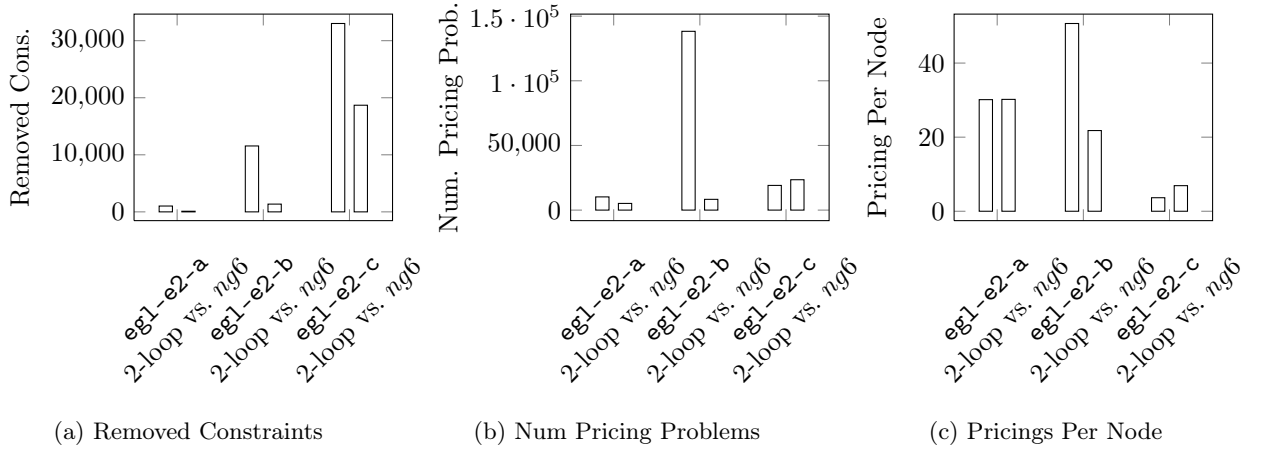 Removed Cons.
30,000
20,000
10,000
0
egl-e2-a
2-loop vs. ng6
egl-e2-b
2-loop vs. ng6
egl-e2-c
2-loop vs. ng6
(a) Removed Constraints
Num. Pricing Prob.
1.5 · 10⁵
1 · 10⁵
50,000
0
egl-e2-a
2-loop vs. ng6
egl-e2-b
2-loop vs. ng6
egl-e2-c
2-loop vs. ng6
(b) Num Pricing Problems
Pricing Per Node
40
20
0
egl-e2-a
2-loop vs. ng6
egl-e2-b
2-loop vs. ng6
egl-e2-c
2-loop vs. ng6
(c) Pricings Per Node